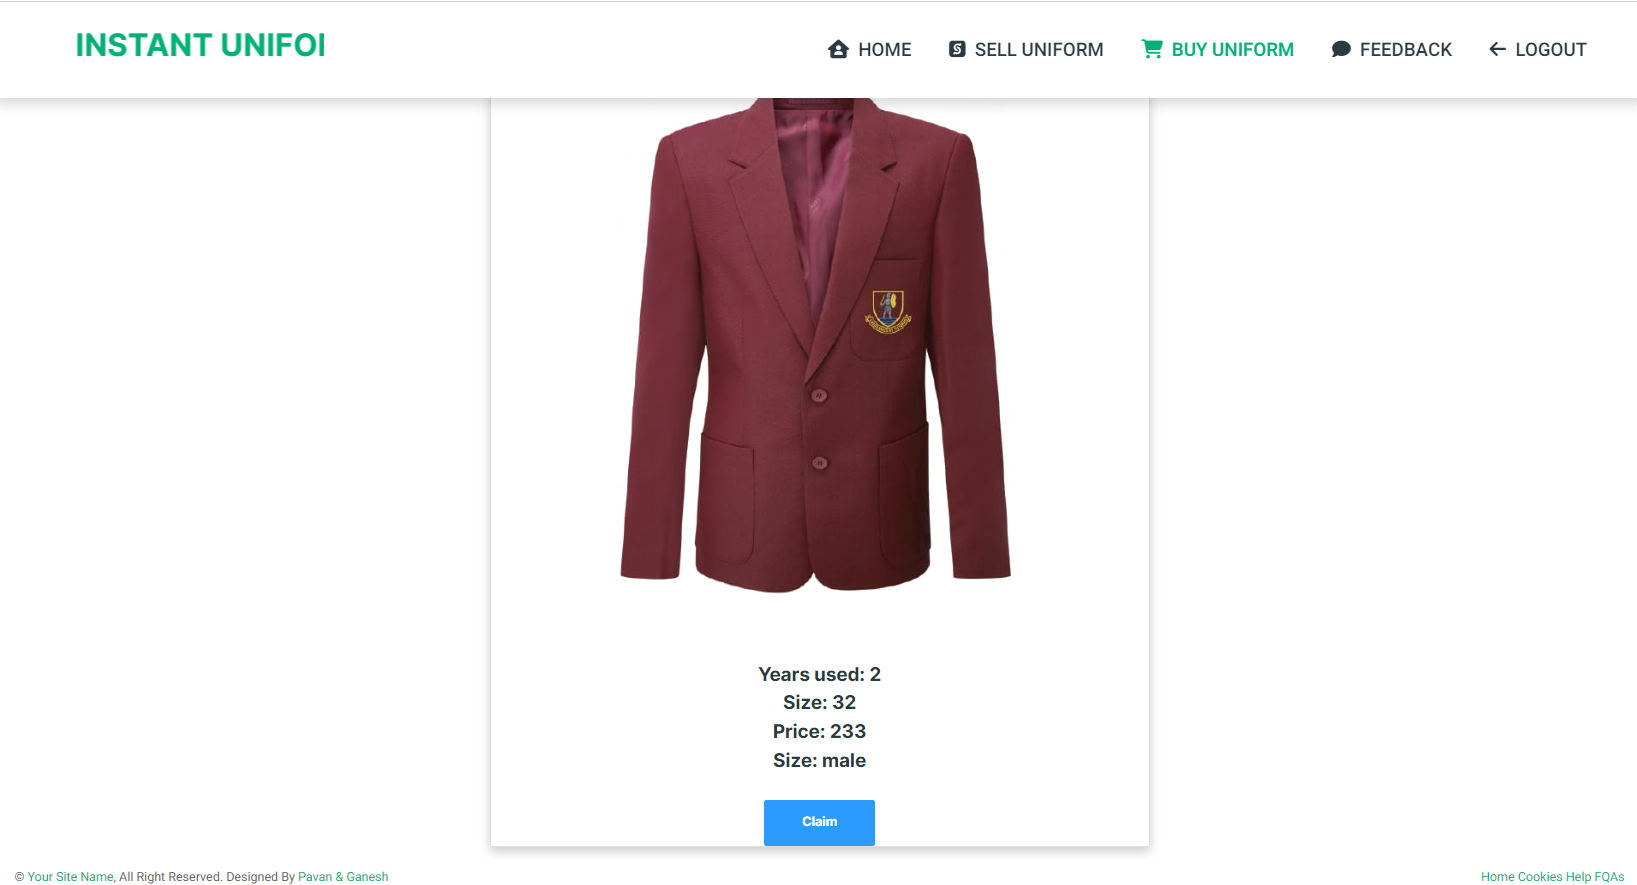 INSTANT UNIFOI
HOME
SELL UNIFORM
BUY UNIFORM
FEEDBACK
LOGOUT
Years used: 2
Size: 32
Price: 233
Size: male
Claim
© Your Site Name, All Right Reserved. Designed By Pavan & Ganesh
Home Cookies Help FQAs